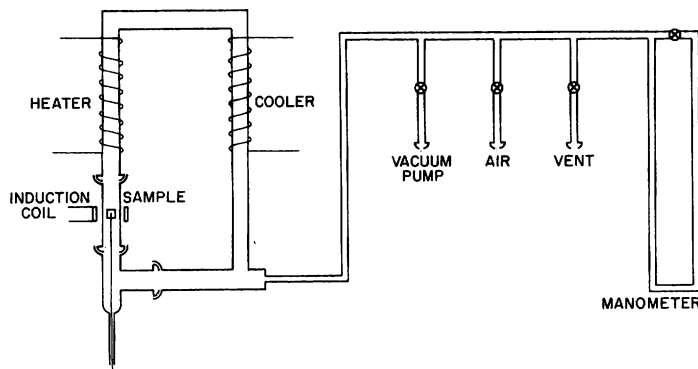 HEATER
COOLER
INDUCTION
COIL
SAMPLE
VACUUM
PUMP
AIR
VENT
MANOMETER